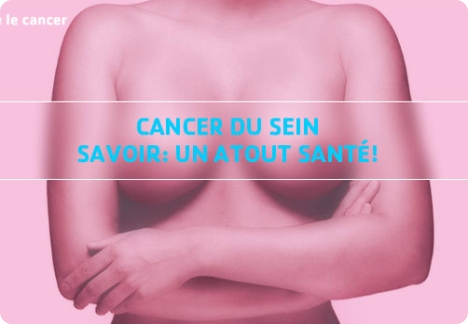 le cancer
CANCER DU SEIN
SAVOIR: UN ATOUT SANTÉ!